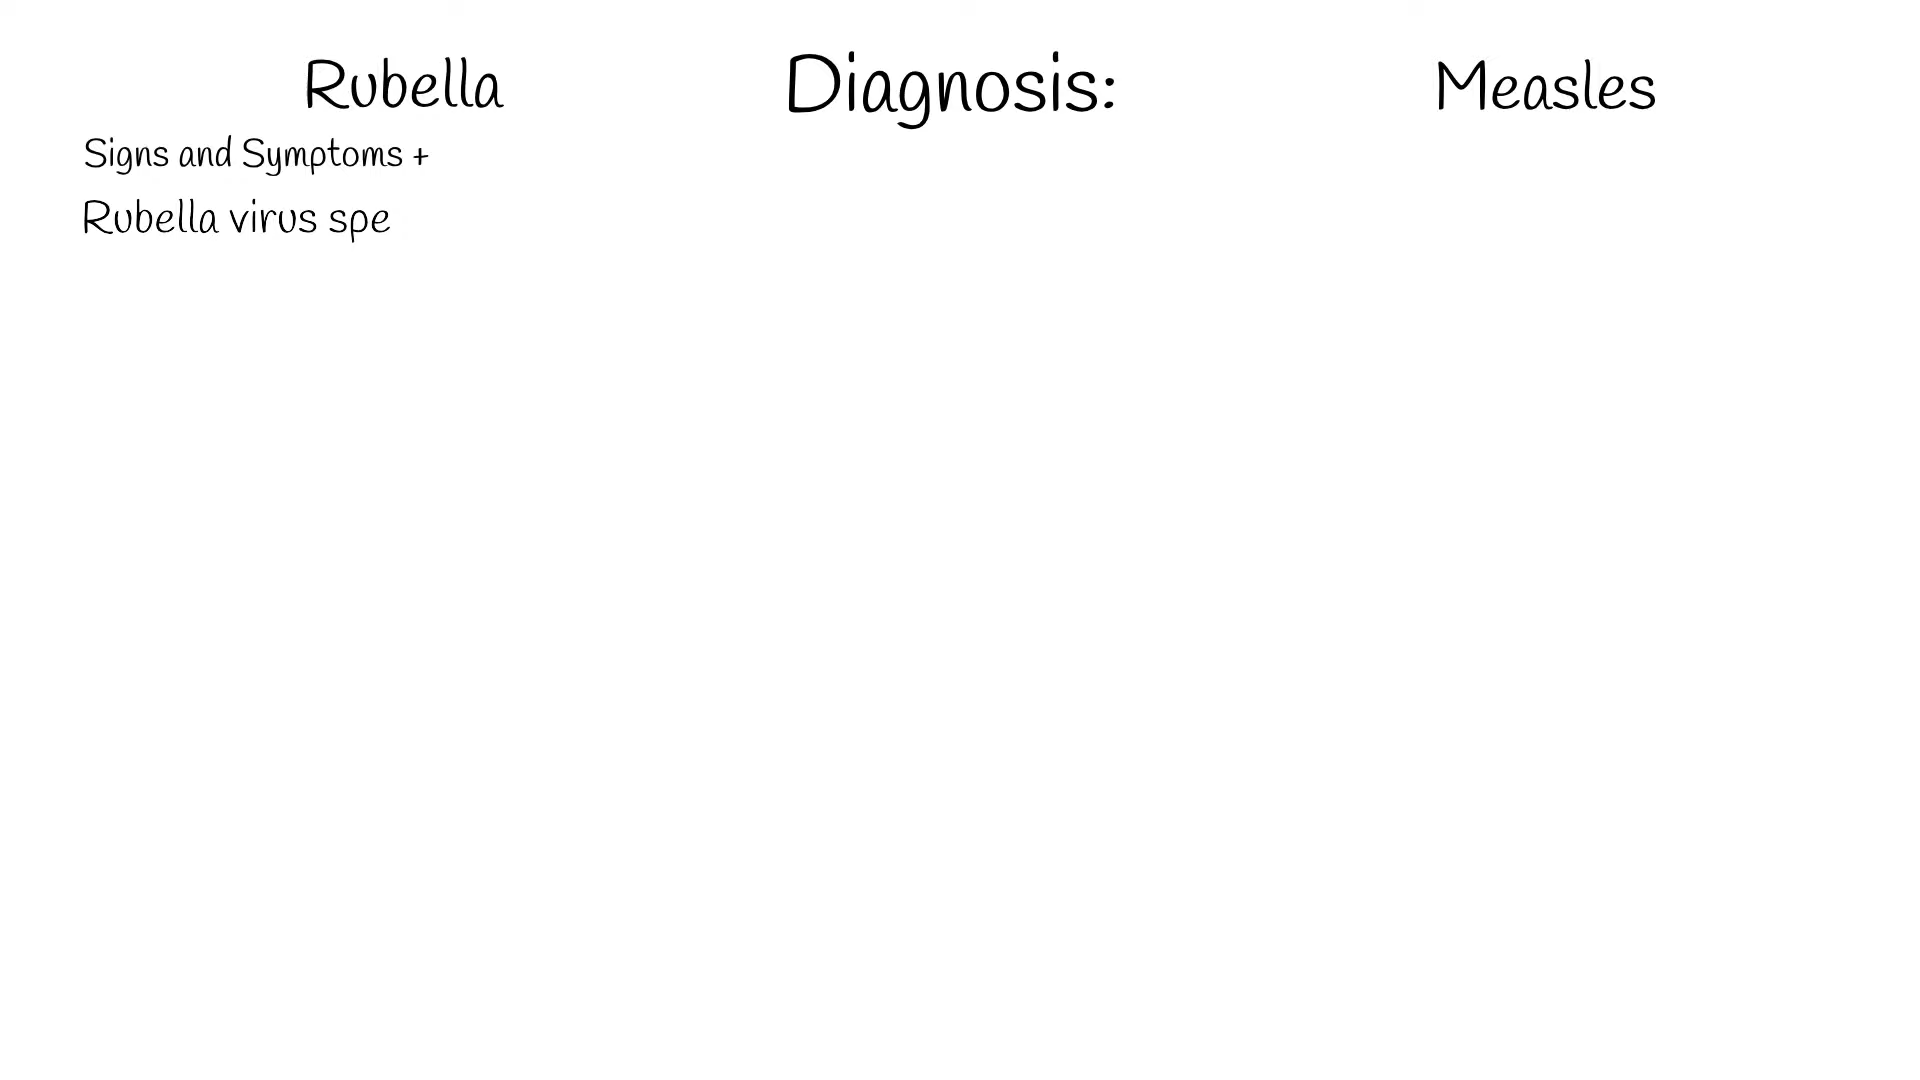 Rubella
Diagnosis:
Measles
Signs and Symptoms +
Rubella virus spe